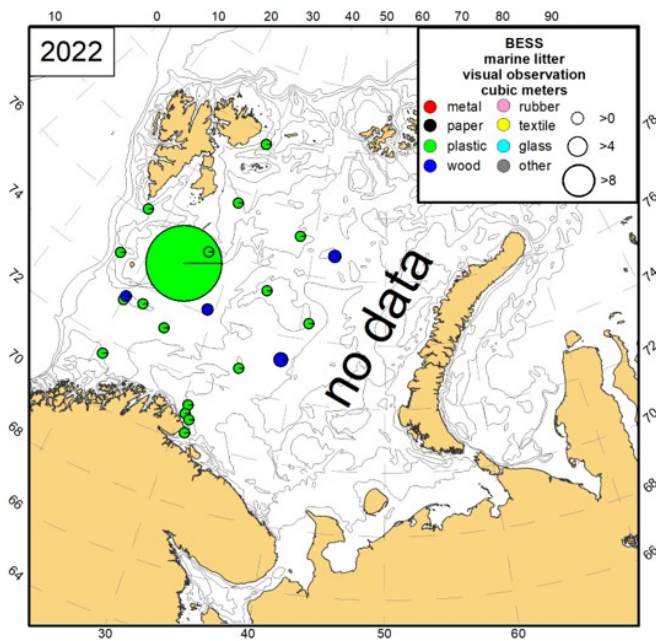 10 0 10 20 30 40 50 60 70 80 90
2022
BESS
marine litter
visual observation
cubic meters
metal rubber
paper textile >0
plastic glass >4
wood other >8
76
74
72
70
68
66
64
78
76
74
72
70
68
66
no data
30 40 50 60